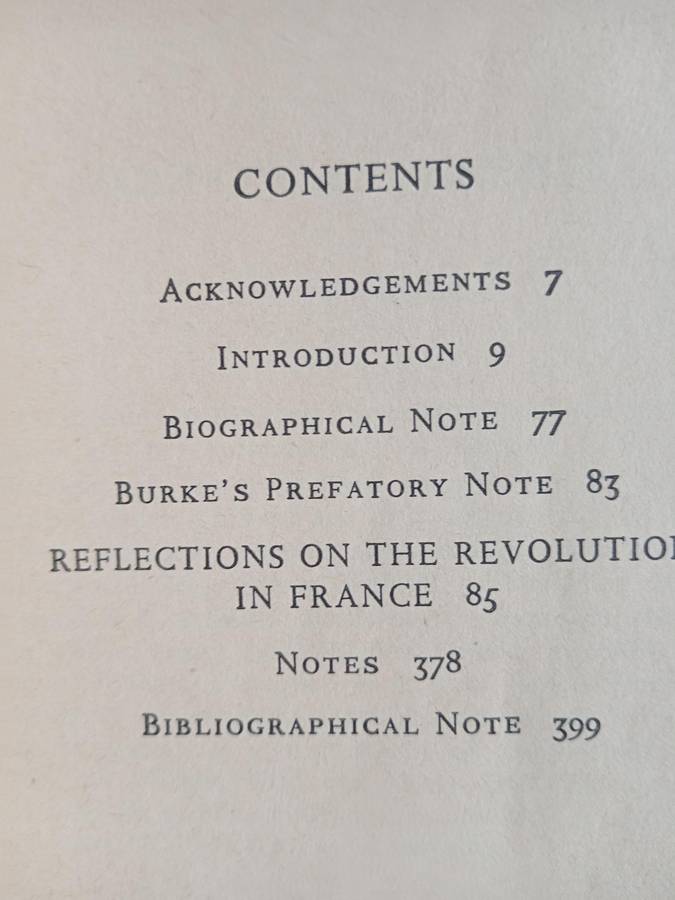 CONTENTS
ACKNOWLEDGEMENTS 7
INTRODUCTION 9
BIOGRAPHICAL NOTE 77
BURKE'S PREFATORY NOTE 83
REFLECTIONS ON THE REVOLUTION
IN FRANCE 85
NOTES 378
BIBLIOGRAPHICAL NOTE 399